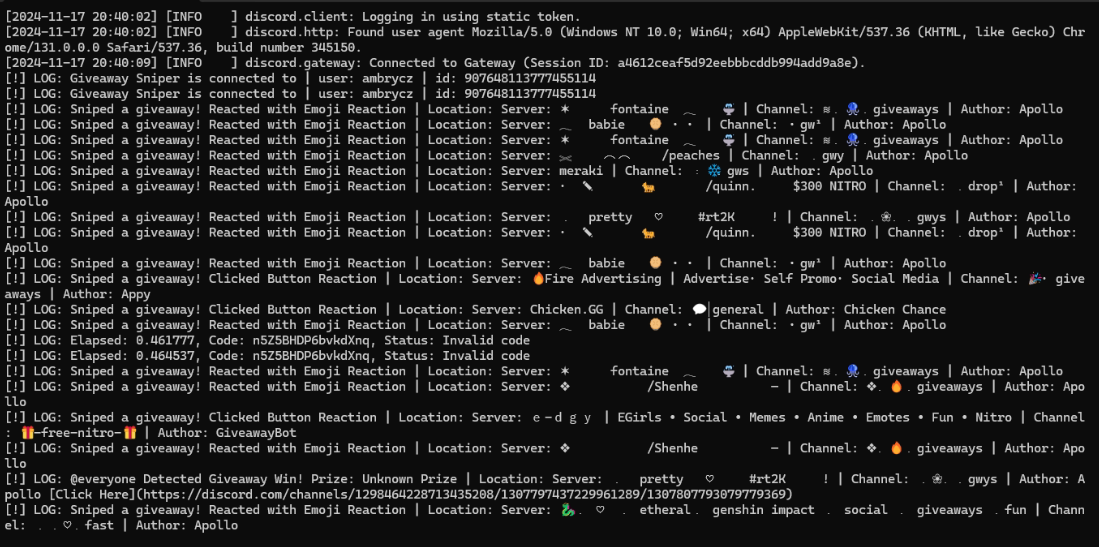 [2024-11-17 20:40:02] [INFO    ] discord.client: Logging in using static token.
[2024-11-17 20:40:02] [INFO    ] discord.http: Found user agent Mozilla/5.0 (Windows NT 10.0; Win64; x64) AppleWebKit/537.36 (KHTML, like Gecko) Chr
ome/131.0.0.0 Safari/537.36, build number 345150.
[2024-11-17 20:40:09] [INFO    ] discord.gateway: Connected to Gateway (Session ID: a4612ceaf5d92eebbbcddb994add9a8e).
[!] LOG: Giveaway Sniper is connected to | user: ambrycz | id: 907648113777455114
[!] LOG: Giveaway Sniper is connected to | user: ambrycz | id: 907648113777455114
[!] LOG: Sniped a giveaway! Reacted with Emoji Reaction | Location: Server: ✶ fontaine ︵ | Channel: ≋ . 🐙 . giveaways | Author: Apollo
[!] LOG: Sniped a giveaway! Reacted with Emoji Reaction | Location: Server: ︵ babie • • | Channel: • gw¹ | Author: Apollo
[!] LOG: Sniped a giveaway! Reacted with Emoji Reaction | Location: Server: ✶ fontaine ︵ | Channel: ≋ . 🐙 . giveaways | Author: Apollo
[!] LOG: Sniped a giveaway! Reacted with Emoji Reaction | Location: Server: ︵︵ /peaches | Channel: . gwy | Author: Apollo
[!] LOG: Sniped a giveaway! Reacted with Emoji Reaction | Location: Server: meraki | Channel: : ❄ gws | Author: Apollo
[!] LOG: Sniped a giveaway! Reacted with Emoji Reaction | Location: Server: • ✎ 🐈 /quinn. $300 NITRO | Channel: . drop¹ | Author:
Apollo
[!] LOG: Sniped a giveaway! Reacted with Emoji Reaction | Location: Server: . pretty ♡ #rt2K ! | Channel: . ❀. . gwys | Author: Apollo
[!] LOG: Sniped a giveaway! Reacted with Emoji Reaction | Location: Server: • ✎ 🐈 /quinn. $300 NITRO | Channel: . drop¹ | Author:
Apollo
[!] LOG: Sniped a giveaway! Reacted with Emoji Reaction | Location: Server: ︵ babie • • | Channel: • gw¹ | Author: Apollo
[!] LOG: Sniped a giveaway! Clicked Button Reaction | Location: Server: 🔥Fire Advertising | Advertise• Self Promo• Social Media | Channel: 🎉• give
aways | Author: Appy
[!] LOG: Sniped a giveaway! Clicked Button Reaction | Location: Server: Chicken.GG | Channel: 💬│general | Author: Chicken Chance
[!] LOG: Sniped a giveaway! Reacted with Emoji Reaction | Location: Server: ︵ babie • • | Channel: • gw¹ | Author: Apollo
[!] LOG: Elapsed: 0.461777, Code: n5Z5BHDP6bvkdXnq, Status: Invalid code
[!] LOG: Elapsed: 0.464537, Code: n5Z5BHDP6bvkdXnq, Status: Invalid code
[!] LOG: Sniped a giveaway! Reacted with Emoji Reaction | Location: Server: ✶ fontaine ︵ | Channel: ≋ . 🐙 . giveaways | Author: Apollo
[!] LOG: Sniped a giveaway! Reacted with Emoji Reaction | Location: Server: ❖ /Shenhe — | Channel: ❖. 🔥. giveaways | Author: Apo
llo
[!] LOG: Sniped a giveaway! Clicked Button Reaction | Location: Server: e-dgy | EGirls • Social • Memes • Anime • Emotes • Fun • Nitro | Channel
: 🎁-free-nitro-🎁 | Author: GiveawayBot
[!] LOG: Sniped a giveaway! Reacted with Emoji Reaction | Location: Server: ❖ /Shenhe — | Channel: ❖. 🔥. giveaways | Author: Apo
llo
[!] LOG: @everyone Detected Giveaway Win! Prize: Unknown Prize | Location: Server: . pretty ♡ #rt2K ! | Channel: . ❀. . gwys | Author: A
pollo [Click Here](https://discord.com/channels/1298464228713435208/1307797437229961289/1307807793079779369)
[!] LOG: Sniped a giveaway! Reacted with Emoji Reaction | Location: Server: 🐉. ♡ . etheral . genshin impact . social . giveaways . fun | Chann
el: . . ♡. fast | Author: Apollo